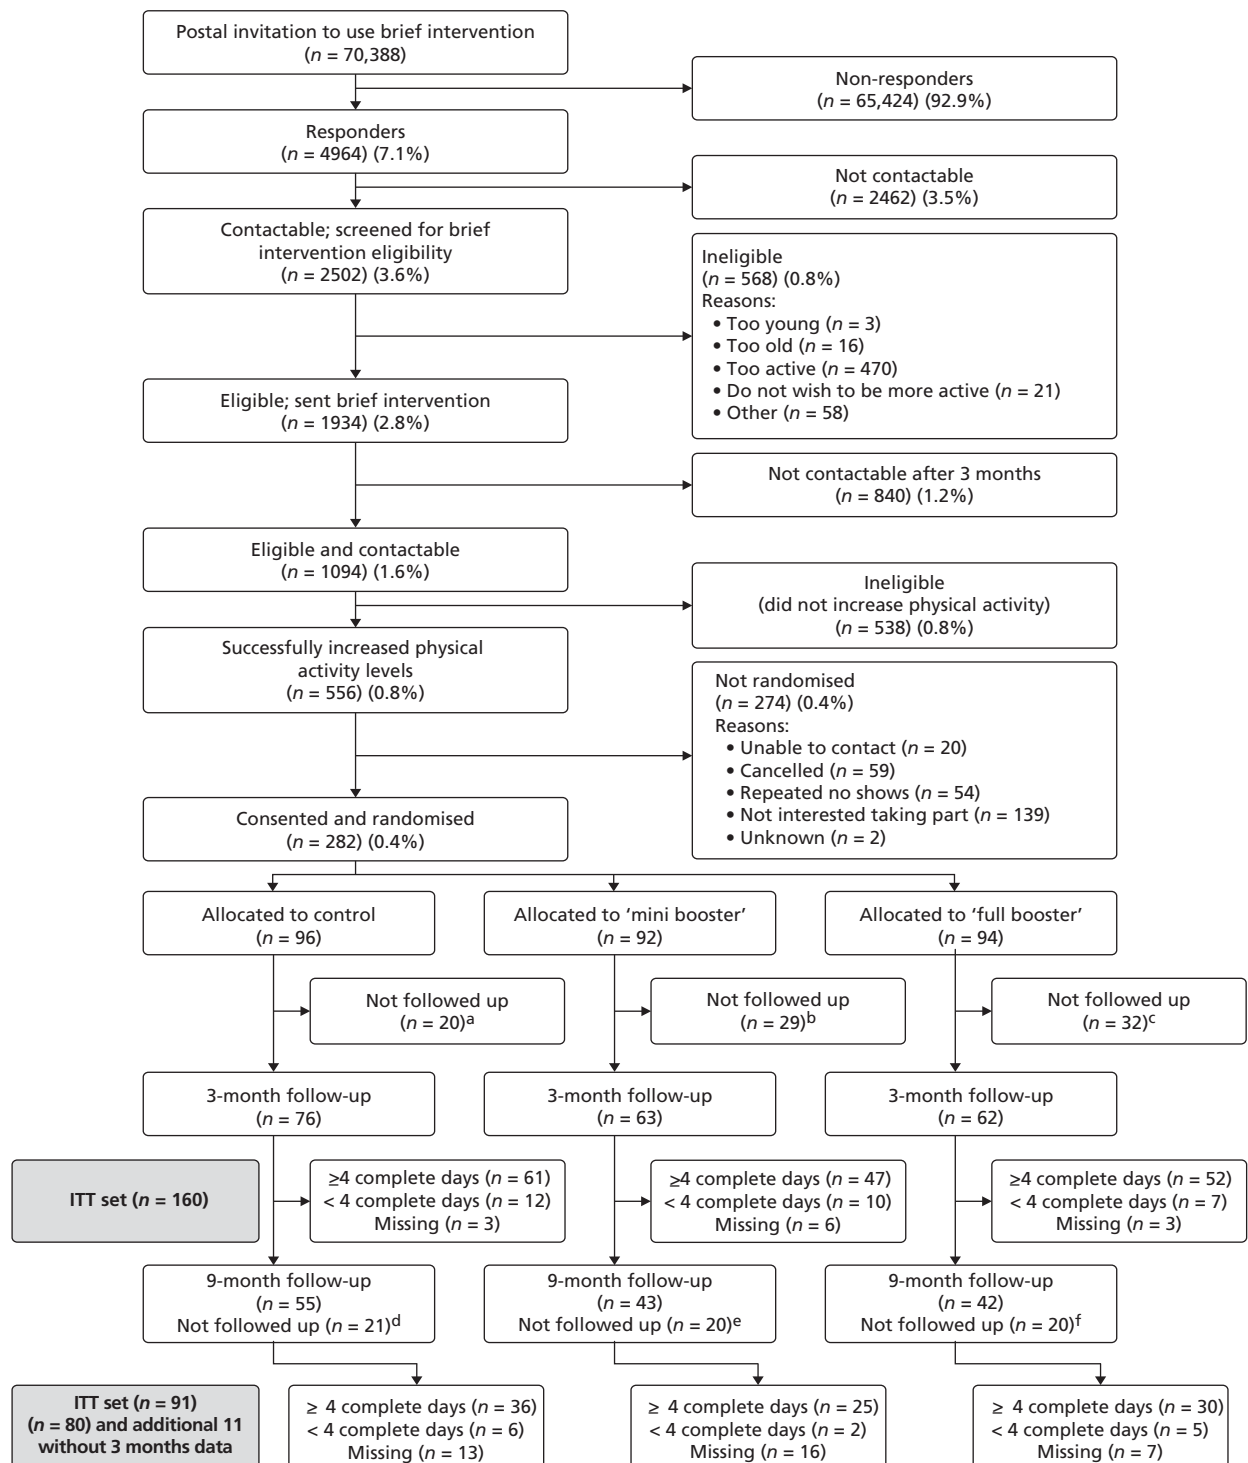 Postal invitation to use brief intervention
(n = 70,388)
Non-responders
(n = 65,424) (92.9%)
Responders
(n = 4964) (7.1%)
Not contactable
(n = 2462) (3.5%)
Contactable; screened for brief
intervention eligibility
(n = 2502) (3.6%)
Ineligible
(n = 568) (0.8%)
Reasons:
• Too young (n = 3)
• Too old (n = 16)
• Too active (n = 470)
• Do not wish to be more active (n = 21)
• Other (n = 58)
Eligible; sent brief intervention
(n = 1934) (2.8%)
Not contactable after 3 months
(n = 840) (1.2%)
Eligible and contactable
(n = 1094) (1.6%)
Ineligible
(did not increase physical activity)
(n = 538) (0.8%)
Successfully increased physical
activity levels
(n = 556) (0.8%)
Not randomised
(n = 274) (0.4%)
Reasons:
• Unable to contact (n = 20)
• Cancelled (n = 59)
• Repeated no shows (n = 54)
• Not interested taking part (n = 139)
• Unknown (n = 2)
Consented and randomised
(n = 282) (0.4%)
Allocated to control
(n = 96)
Allocated to ‘mini booster’
(n = 92)
Allocated to ‘full booster’
(n = 94)
Not followed up
(n = 20)a
Not followed up
(n = 29)b
Not followed up
(n = 32)c
3-month follow-up
(n = 76)
3-month follow-up
(n = 63)
3-month follow-up
(n = 62)
ITT set (n = 160)
≥4 complete days (n = 61)
< 4 complete days (n = 12)
Missing (n = 3)
≥4 complete days (n = 47)
< 4 complete days (n = 10)
Missing (n = 6)
≥4 complete days (n = 52)
< 4 complete days (n = 7)
Missing (n = 3)
9-month follow-up
(n = 55)
Not followed up (n = 21)d
9-month follow-up
(n = 43)
Not followed up (n = 20)e
9-month follow-up
(n = 42)
Not followed up (n = 20)f
ITT set (n = 91)
(n = 80) and additional 11
without 3 months data
≥ 4 complete days (n = 36)
< 4 complete days (n = 6)
Missing (n = 13)
≥ 4 complete days (n = 25)
< 4 complete days (n = 2)
Missing (n = 16)
≥ 4 complete days (n = 30)
< 4 complete days (n = 5)
Missing (n = 7)